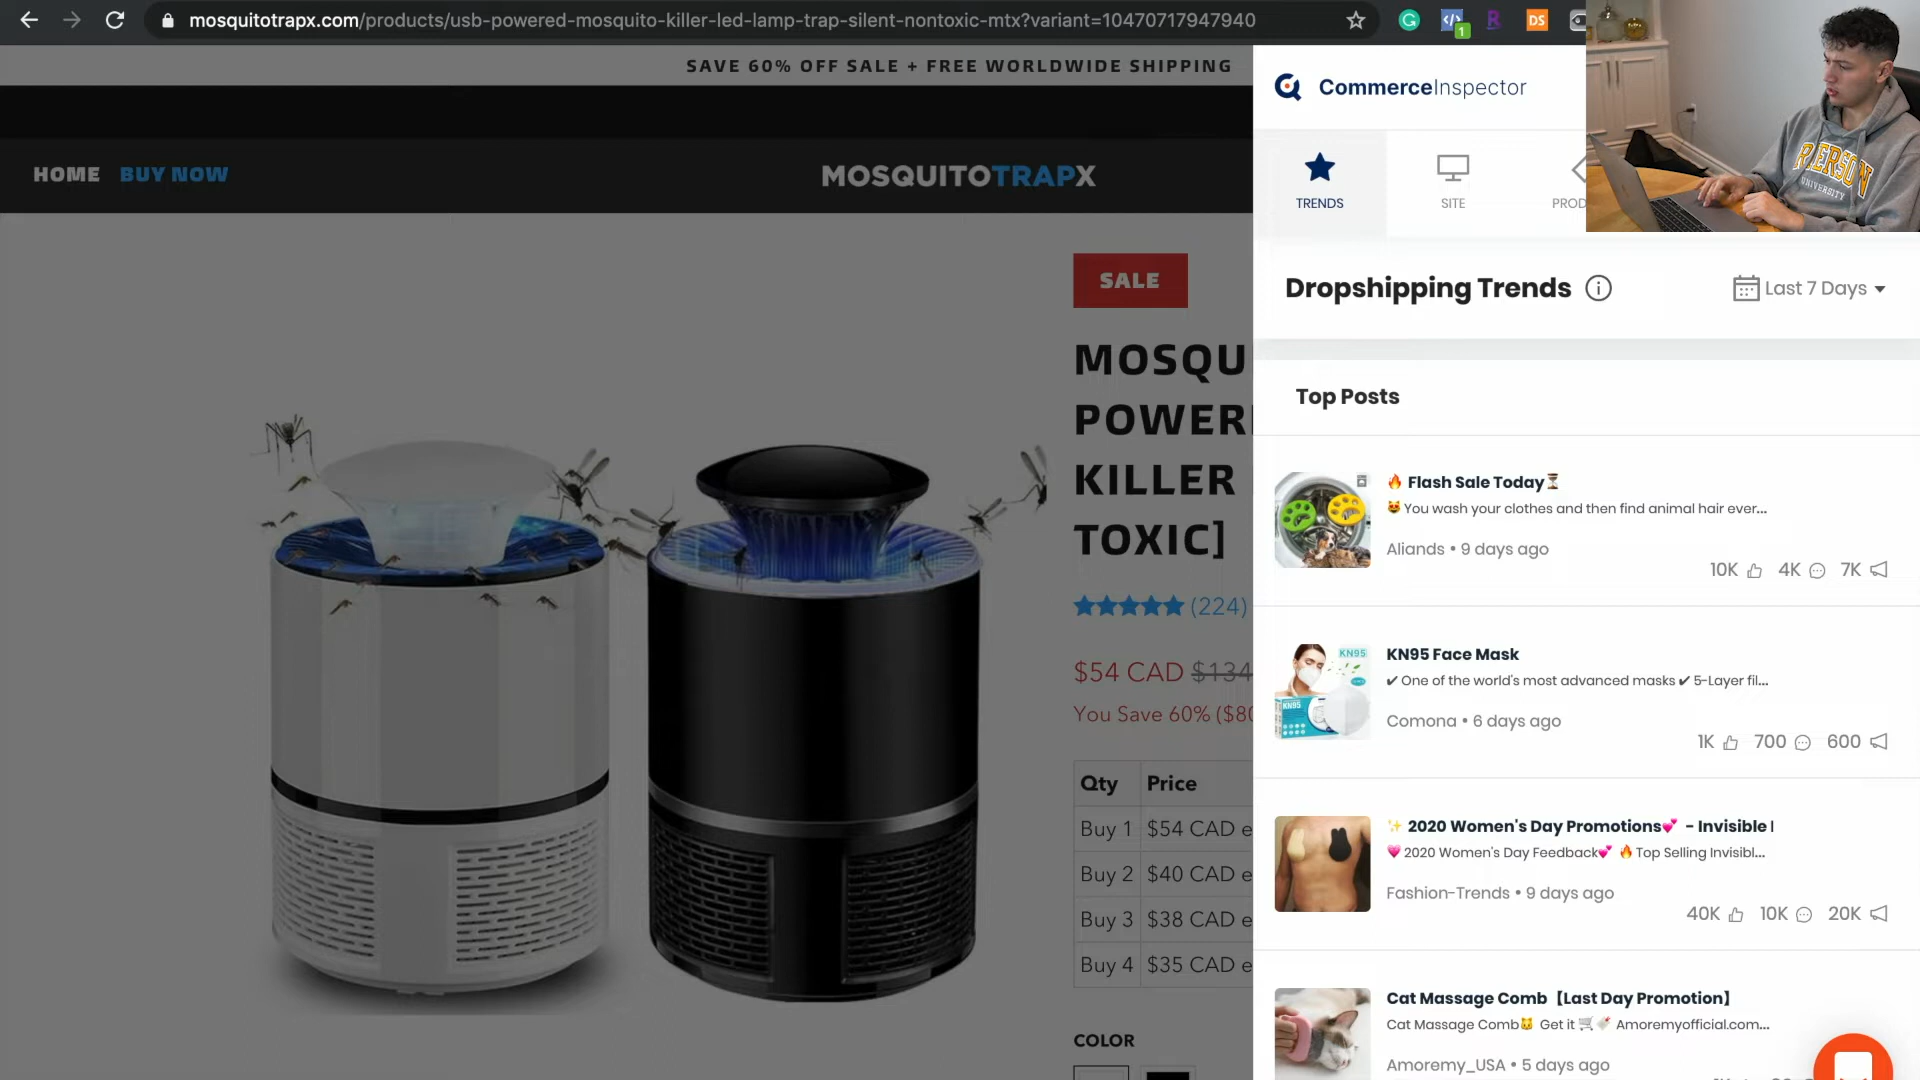 mosquitotrapx.com/products/usb-powered-mosquito-killer-led-lamp-trap-silent-nontoxic-mtx?variant=10470717947940
1
DS
SAVE 60% OFF SALE + FREE WORLDWIDE SHIPPING
HOME
BUY NOW
MOSQUITOTRAPX
SALE
MOSQU
POWER
KILLER
TOXIC]
(224)
$54 CAD $134
You Save 60% ($80
Qty Price
Buy 1 $54 CAD e
Buy 2 $40 CAD e
Buy 3 $38 CAD e
Buy 4 $35 CAD e
COLOR
CommerceInspector
TRENDS
SITE
PROD
RYERSON
UNIVERSITY
Dropshipping Trends
Last 7 Days
Top Posts
🔥 Flash Sale Today⏳
😻You wash your clothes and then find animal hair ever...
Aliands • 9 days ago
10K 4K 7K
KN95
KN95
KN95 Face Mask
✔ One of the world's most advanced masks ✔ 5-Layer fil...
Comona • 6 days ago
1K 700 600
✨ 2020 Women's Day Promotions💕 - Invisible
💗2020 Women's Day Feedback💕 🔥Top Selling Invisibl...
Fashion-Trends • 9 days ago
40K 10K 20K
Cat Massage Comb【Last Day Promotion】
Cat Massage Comb🐱 Get it 🛒 Amoremyofficial.com...
Amoremy_USA • 5 days ago